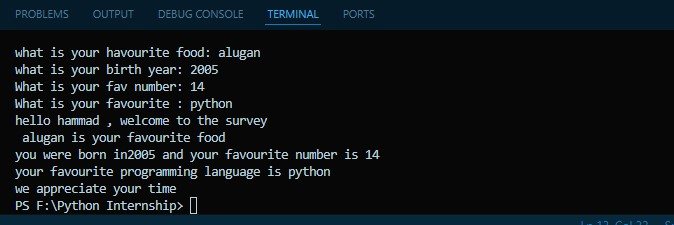 PROBLEMS OUTPUT DEBUG CONSOLE TERMINAL PORTS
what is your havourite food: alugan
what is your birth year: 2005
What is your fav number: 14
What is your favourite : python
hello hammad , welcome to the survey
 alugan is your favourite food
you were born in2005 and your favourite number is 14
your favourite programming language is python
we appreciate your time
PS F:\Python Internship>